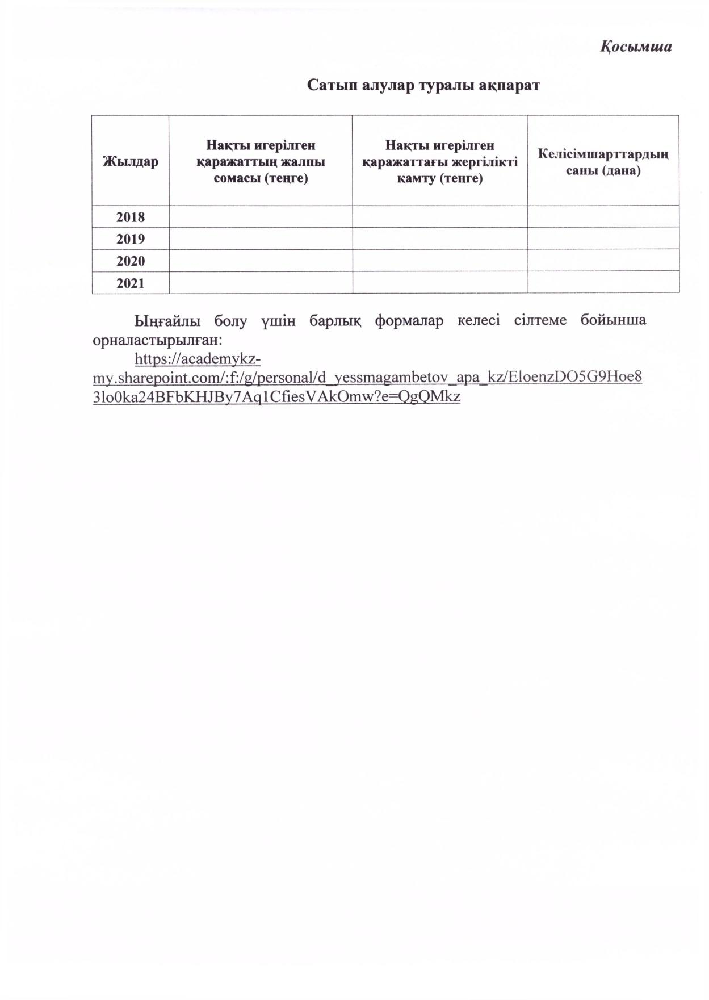 Қосымша
Сатып алулар туралы ақпарат
Жылдар
Нақты игерілген
қаражаттың жалпы
сомасы (теңге)
Нақты игерілген
қаражаттағы жергілікті
қамту (теңге)
Келісімшарттардың
саны (дана)
2018
2019
2020
2021
Ыңғайлы болу үшін барлық формалар келесі сілтеме бойынша
орналастырылған:
https://academykz-
my.sharepoint.com/:f:/g/personal/d_yessmagambetov_apa_kz/EloenzDO5G9Hoe8
3lo0ka24BFbKHJBy7Aq1CfiesVAkOmw?e=QgQMkz